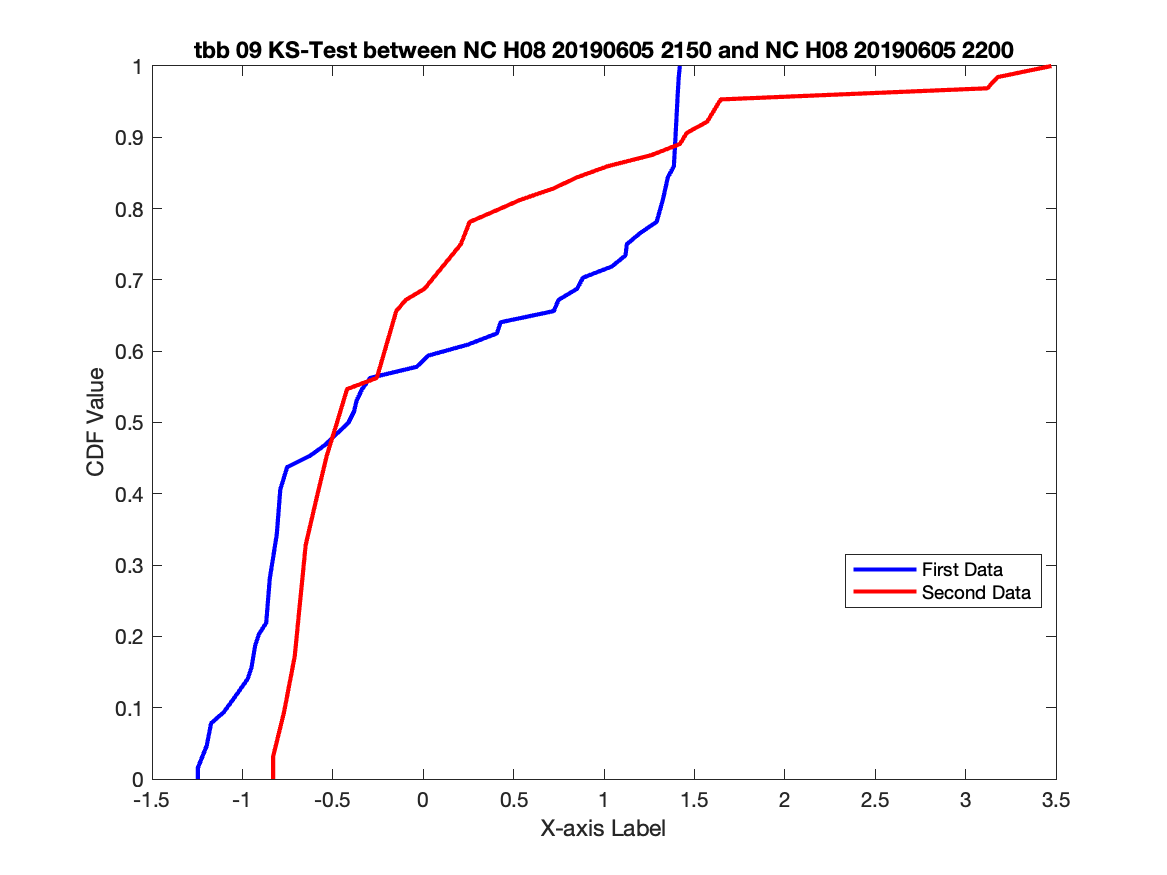 tbb 09 KS-Test between NC H08 20190605 2150 and NC H08 20190605 2200
1
0.9
0.8
0.7
0.6
0.5
0.4
0.3
0.2
0.1
0
CDF Value
First Data
Second Data
-1.5 -1 -0.5 0 0.5 1 1.5 2 2.5 3 3.5
X-axis Label